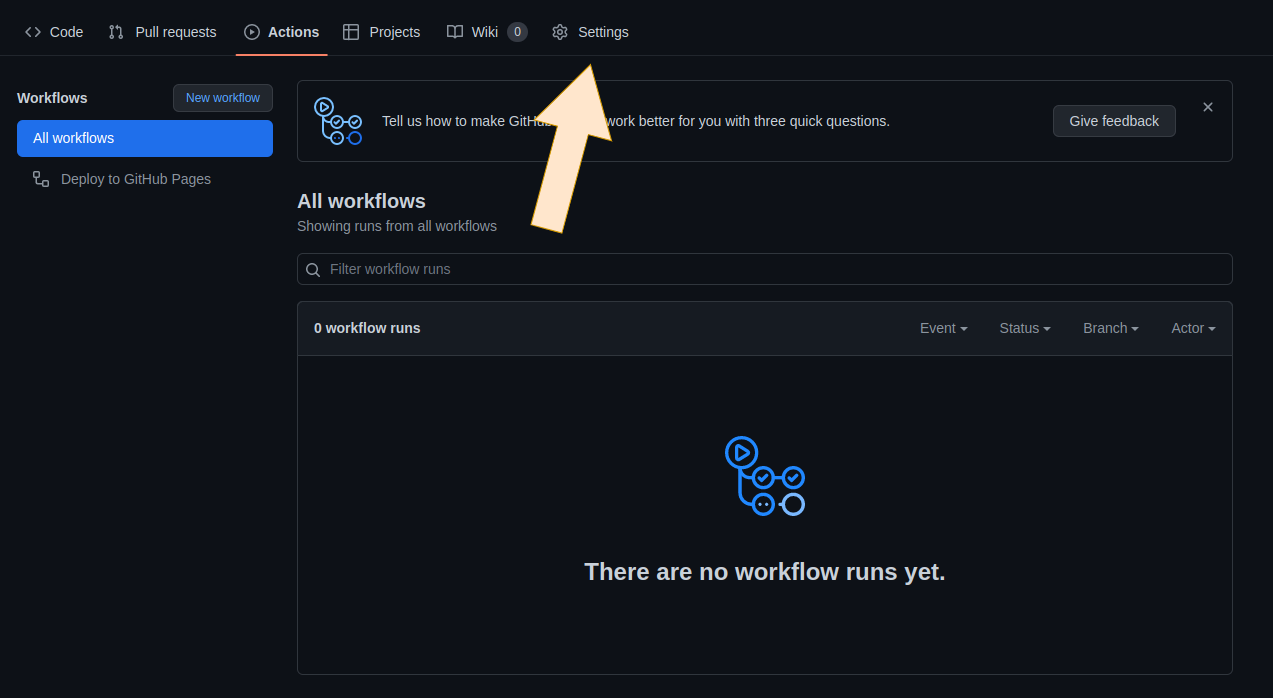 Code Pull requests Actions Projects Wiki 0 Settings
Workflows New workflow
All workflows
Deploy to GitHub Pages
Tell us how to make GitHub work better for you with three quick questions. Give feedback
All workflows
Showing runs from all workflows
Filter workflow runs
0 workflow runs Event Status Branch Actor
There are no workflow runs yet.